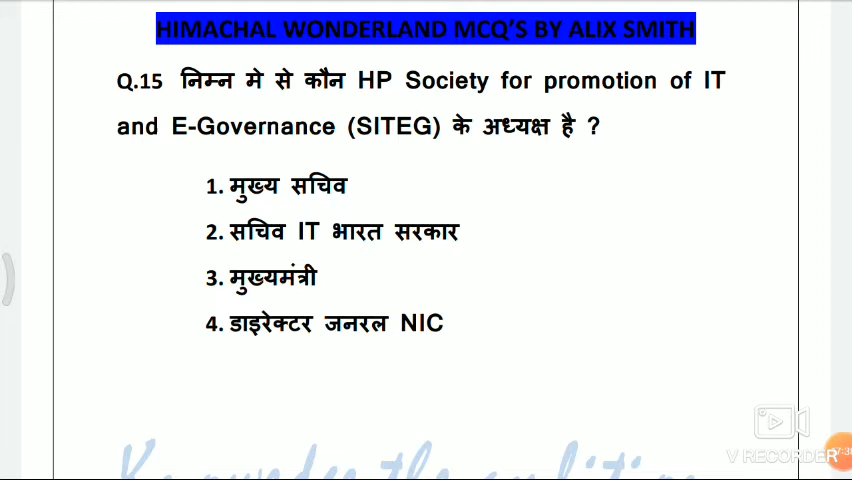 HIMACHAL WONDERLAND MCQ'S BY ALIX SMITH
Q.15 निम्न मे से कौन HP Society for promotion of IT
and E-Governance (SITEG) के अध्यक्ष है ?
1. मुख्य सचिव
2. सचिव IT भारत सरकार
3. मुख्यमंत्री
4. डाइरेक्टर जनरल NIC
V RECORDER